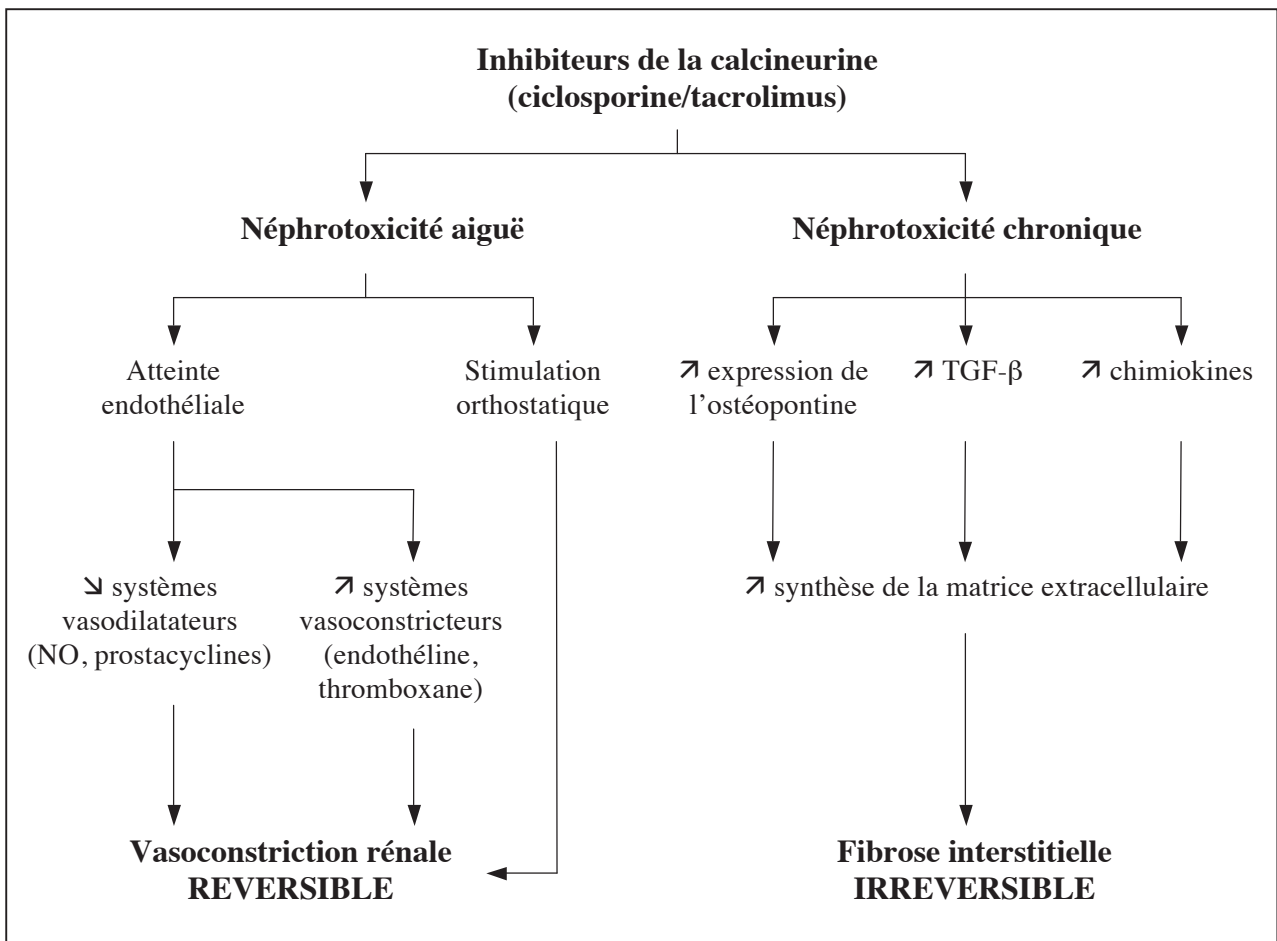 Inhibiteurs de la calcineurine
(ciclosporine/tacrolimus)
Néphrotoxicité aiguë
Néphrotoxicité chronique
Atteinte
endothéliale
Stimulation
orthostatique
↗ expression de
l’ostéopontine
↗ TGF-β
↗ chimiokines
↘ systèmes
vasodilatateurs
(NO, prostacyclines)
↗ systèmes
vasoconstricteurs
(endothéline,
thromboxane)
↗ synthèse de la matrice extracellulaire
Vasoconstriction rénale
REVERSIBLE
Fibrose interstitielle
IRREVERSIBLE